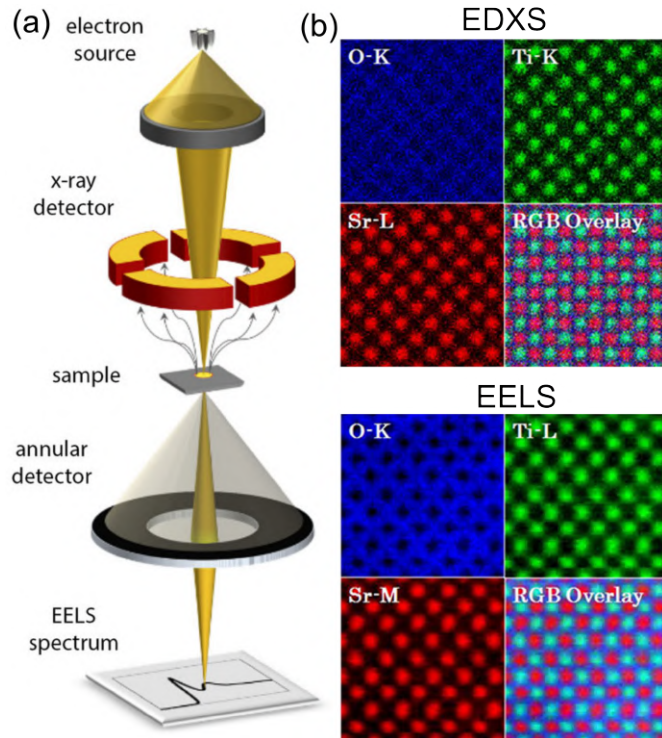 (a)
electron
source
x-ray
detector
sample
annular
detector
EELS
spectrum
(b)
EDXS
O-K
Ti-K
Sr-L
RGB Overlay
EELS
O-K
Ti-L
Sr-M
RGB Overlay